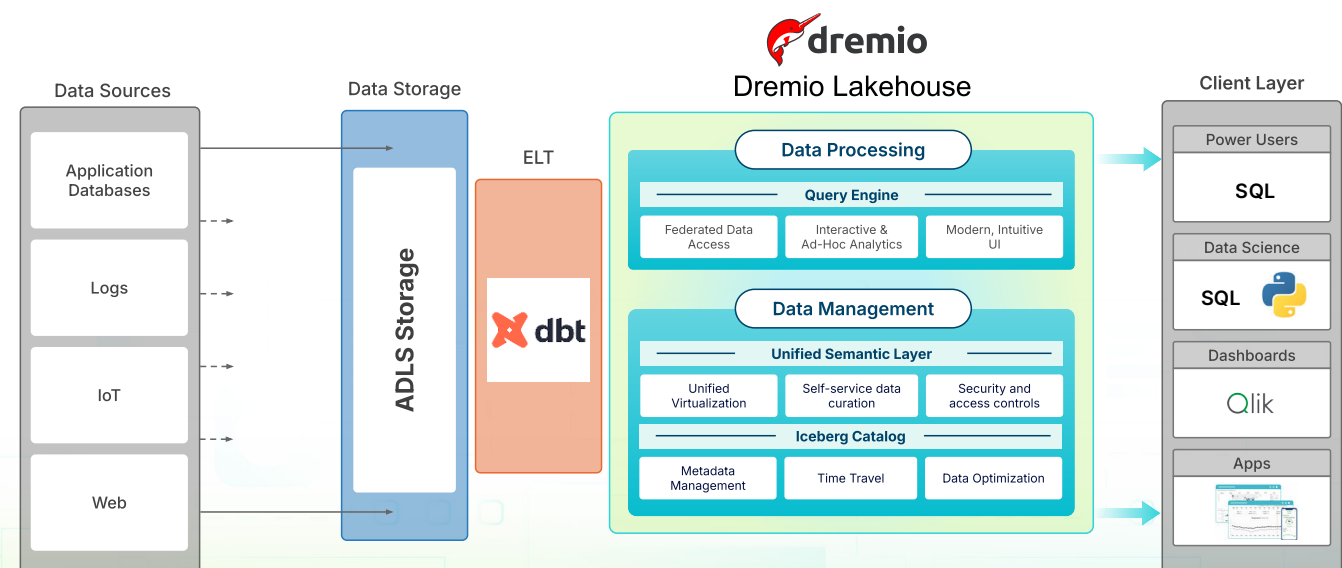 dremio
Dremio Lakehouse
Data Sources
Application
Databases
Logs
IoT
Web
Data Storage
ADLS Storage
ELT
dbt
Data Processing
Query Engine
Federated Data
Access
Interactive &
Ad-Hoc Analytics
Modern, Intuitive
UI
Data Management
Unified Semantic Layer
Unified
Virtualization
Self-service data
curation
Security and
access controls
Iceberg Catalog
Metadata
Management
Time Travel
Data Optimization
Client Layer
Power Users
SQL
Data Science
SQL
Dashboards
Qlik
Apps